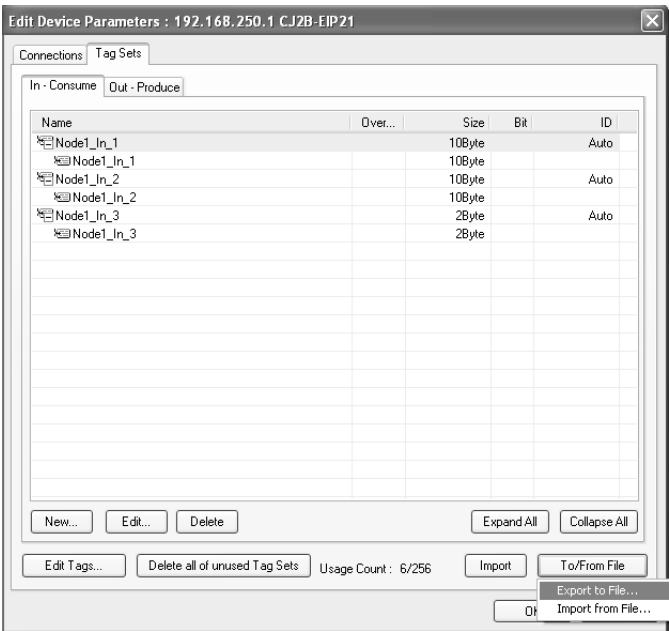 Edit Device Parameters : 192.168.250.1 CJ2B-EIP21
Connections Tag Sets
In - Consume Out - Produce
Name Over... Size Bit ID
Node1_In_1 10Byte Auto
Node1_In_1 10Byte
Node1_In_2 10Byte Auto
Node1_In_2 10Byte
Node1_In_3 2Byte Auto
Node1_In_3 2Byte
New... Edit... Delete Expand All Collapse All
Edit Tags... Delete all of unused Tag Sets Usage Count : 6/256 Import To/From File
Export to File...
Import from File...